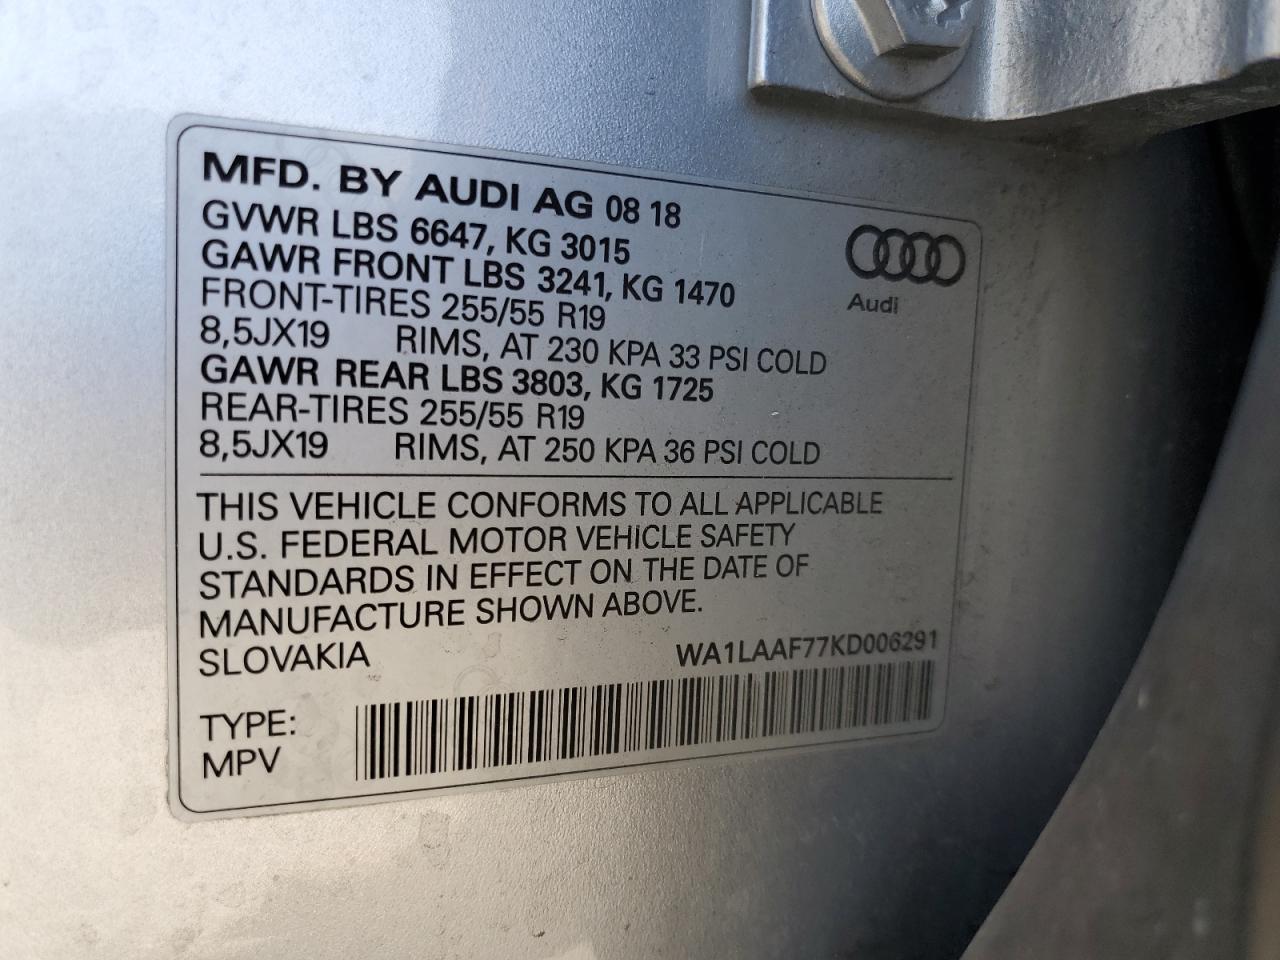 MFD. BY AUDI AG 08 18
GVWR LBS 6647, KG 3015
GAWR FRONT LBS 3241, KG 1470
FRONT-TIRES 255/55 R19
8,5JX19 RIMS, AT 230 KPA 33 PSI COLD
GAWR REAR LBS 3803, KG 1725
REAR-TIRES 255/55 R19
8,5JX19 RIMS, AT 250 KPA 36 PSI COLD
Audi
THIS VEHICLE CONFORMS TO ALL APPLICABLE
U.S. FEDERAL MOTOR VEHICLE SAFETY
STANDARDS IN EFFECT ON THE DATE OF
MANUFACTURE SHOWN ABOVE.
SLOVAKIA WA1LAAF77KD006291
TYPE:
MPV